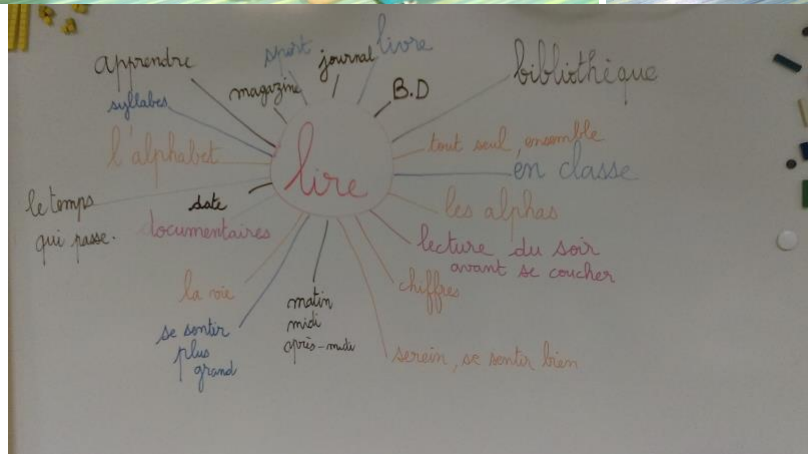 apprendre
sport
journal
livre
magazine
B.D
bibliothèque
syllabes
l'alphabet
tout seul, ensemble
en classe
lire
le temps
qui passe.
date
documentaires
les alphas
lecture du soir
avant se coucher
chiffres
la voie
matin
midi
après-midi
se sentir
plus
grand
serein, se sentir bien